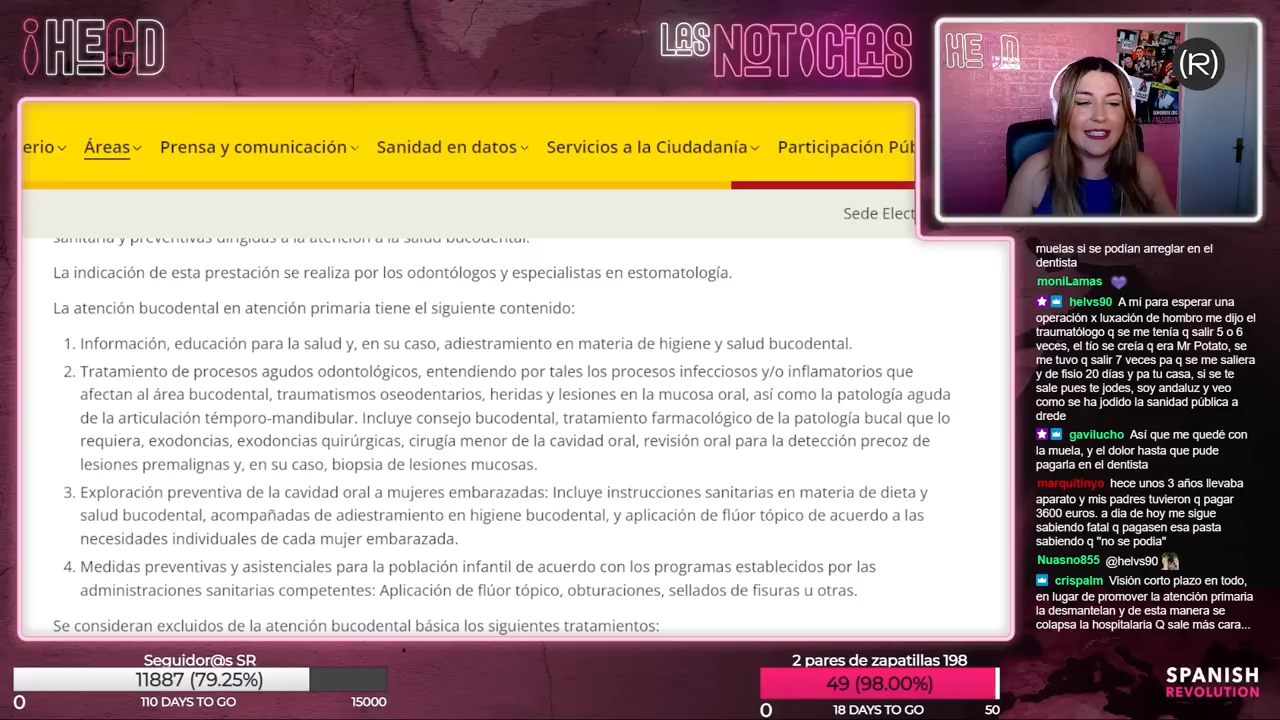 ¡HECD
LAS NOTICIAS
HE
(R)
erio
Áreas
Prensa y comunicación
Sanidad en datos
Servicios a la Ciudadanía
Participación Púb
Sede Elect
sanitaria y preventivas dirigidas a la atención a la salud bucodental.
La indicación de esta prestación se realiza por los odontólogos y especialistas en estomatología.
La atención bucodental en atención primaria tiene el siguiente contenido:
1. Información, educación para la salud y, en su caso, adiestramiento en materia de higiene y salud bucodental.
2. Tratamiento de procesos agudos odontológicos, entendiendo por tales los procesos infecciosos y/o inflamatorios que
afectan al área bucodental, traumatismos oseodentarios, heridas y lesiones en la mucosa oral, así como la patología aguda
de la articulación témporo-mandibular. Incluye consejo bucodental, tratamiento farmacológico de la patología bucal que lo
requiera, exodoncias, exodoncias quirúrgicas, cirugía menor de la cavidad oral, revisión oral para la detección precoz de
lesiones premalignas y, en su caso, biopsia de lesiones mucosas.
3. Exploración preventiva de la cavidad oral a mujeres embarazadas: Incluye instrucciones sanitarias en materia de dieta y
salud bucodental, acompañadas de adiestramiento en higiene bucodental, y aplicación de flúor tópico de acuerdo a las
necesidades individuales de cada mujer embarazada.
4. Medidas preventivas y asistenciales para la población infantil de acuerdo con los programas establecidos por las
administraciones sanitarias competentes: Aplicación de flúor tópico, obturaciones, sellados de fisuras u otras.
Se consideran excluidos de la atención bucodental básica los siguientes tratamientos:
muelas si se podían arreglar en el
dentista
moniLamas
helvs90 A mí para esperar una
operación x luxación de hombro me dijo el
traumatólogo q se me tenía q salir 5 o 6
veces, el tío se creía q era Mr Potato, se
me tuvo q salir 7 veces pa q se me saliera
y de fisio 20 días y pa tu casa, si se te
sale pues te jodes, soy andaluz y veo
como se ha jodido la sanidad pública a
drede
gavilucho Así que me quedé con
la muela, y el dolor hasta que pude
pagarla en el dentista
marquitinyo hece unos 3 años llevaba
aparato y mis padres tuvieron q pagar
3600 euros. a dia de hoy me sigue
sabiendo fatal q pagasen esa pasta
sabiendo q "no se podia"
Nuasno855 @helvs90
crispalm Visión corto plazo en todo,
en lugar de promover la atención primaria
la desmantelan y de esta manera se
colapsa la hospitalaria Q sale más cara...
Seguidor@s SR
11887 (79.25%)
0 110 DAYS TO GO 15000
2 pares de zapatillas 198
49 (98.00%)
0 18 DAYS TO GO 50
SPANISH
REVOLUTION